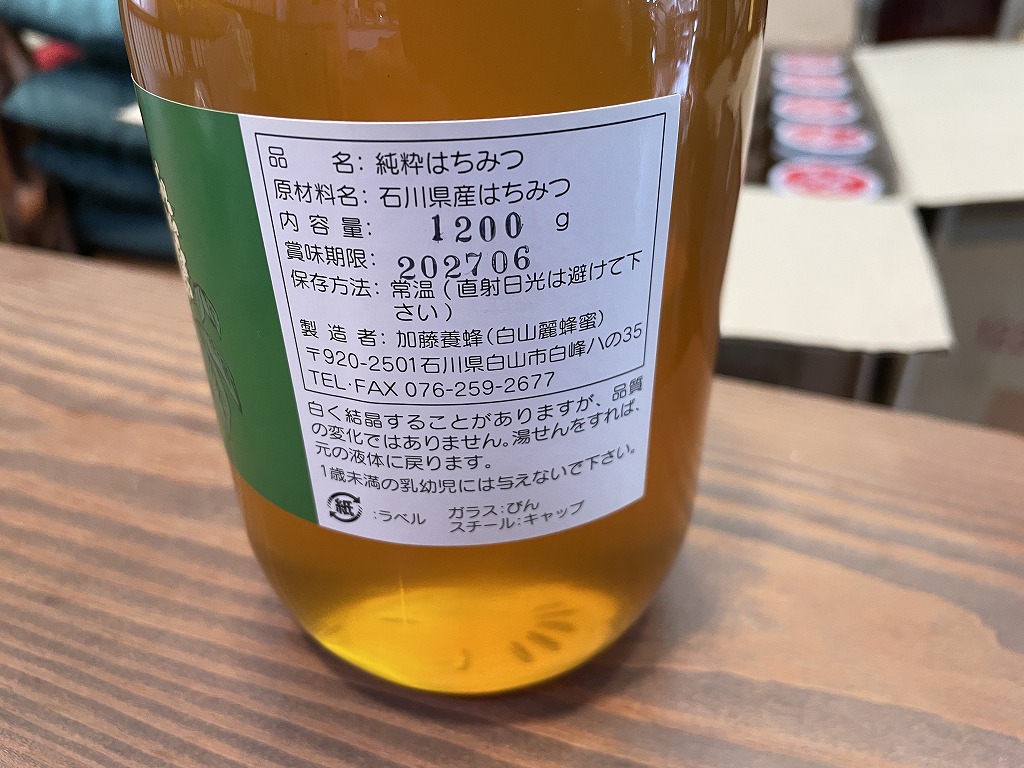 品 名: 純粋はちみつ
原材料名: 石川県産はちみつ
内容量: 1200 g
賞味期限: 202706
保存方法: 常温(直射日光は避けて下
さい)
製造者: 加藤養蜂(白山麗蜂蜜)
〒920-2501石川県白山市白峰ハの35
TEL・FAX 076-259-2677
白く結晶することがありますが、品質
の変化ではありません。湯せんをすれば、
元の液体に戻ります。
1歳未満の乳幼児には与えないで下さい。
紙 :ラベル ガラス:びん
スチール:キャップ